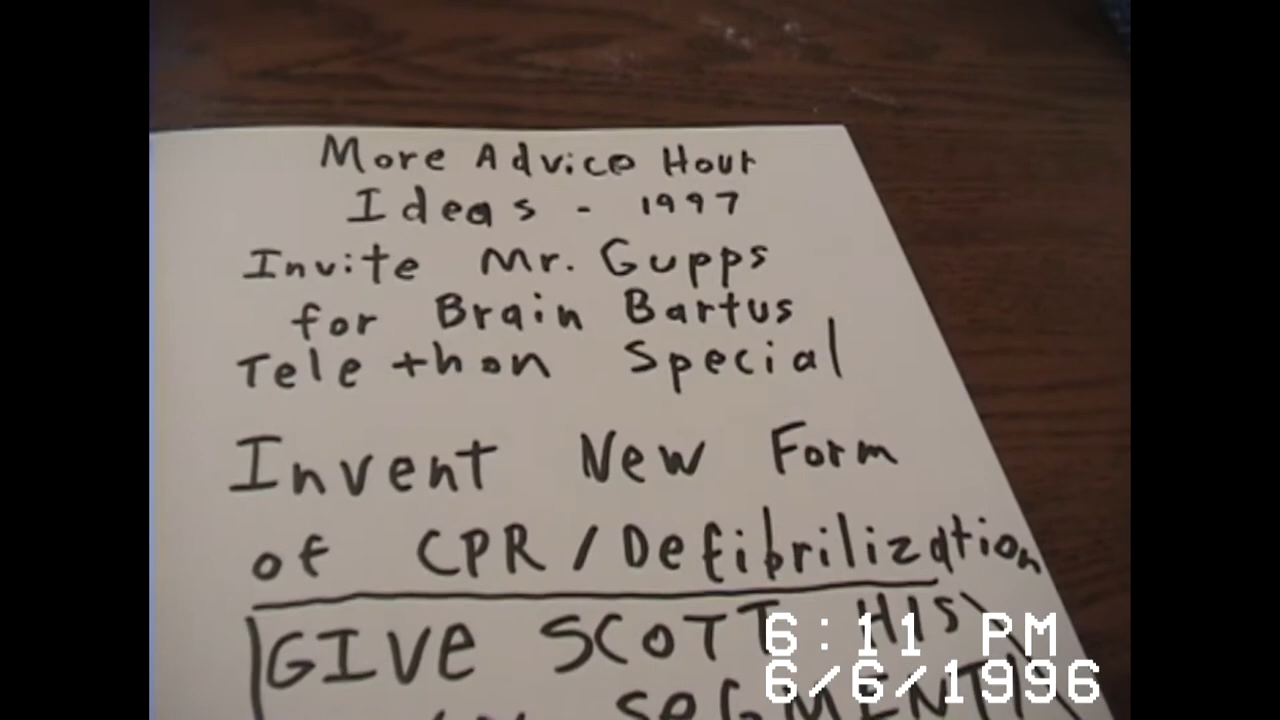 More Advice Hour
Ideas - 1997
Invite Mr. Gupps
for Brain Bartus
Telethon Special
Invent New Form
of CPR / Defibrilization
GIVE SCOTT HIS
SEGMENT
6:11 PM
6/6/1996